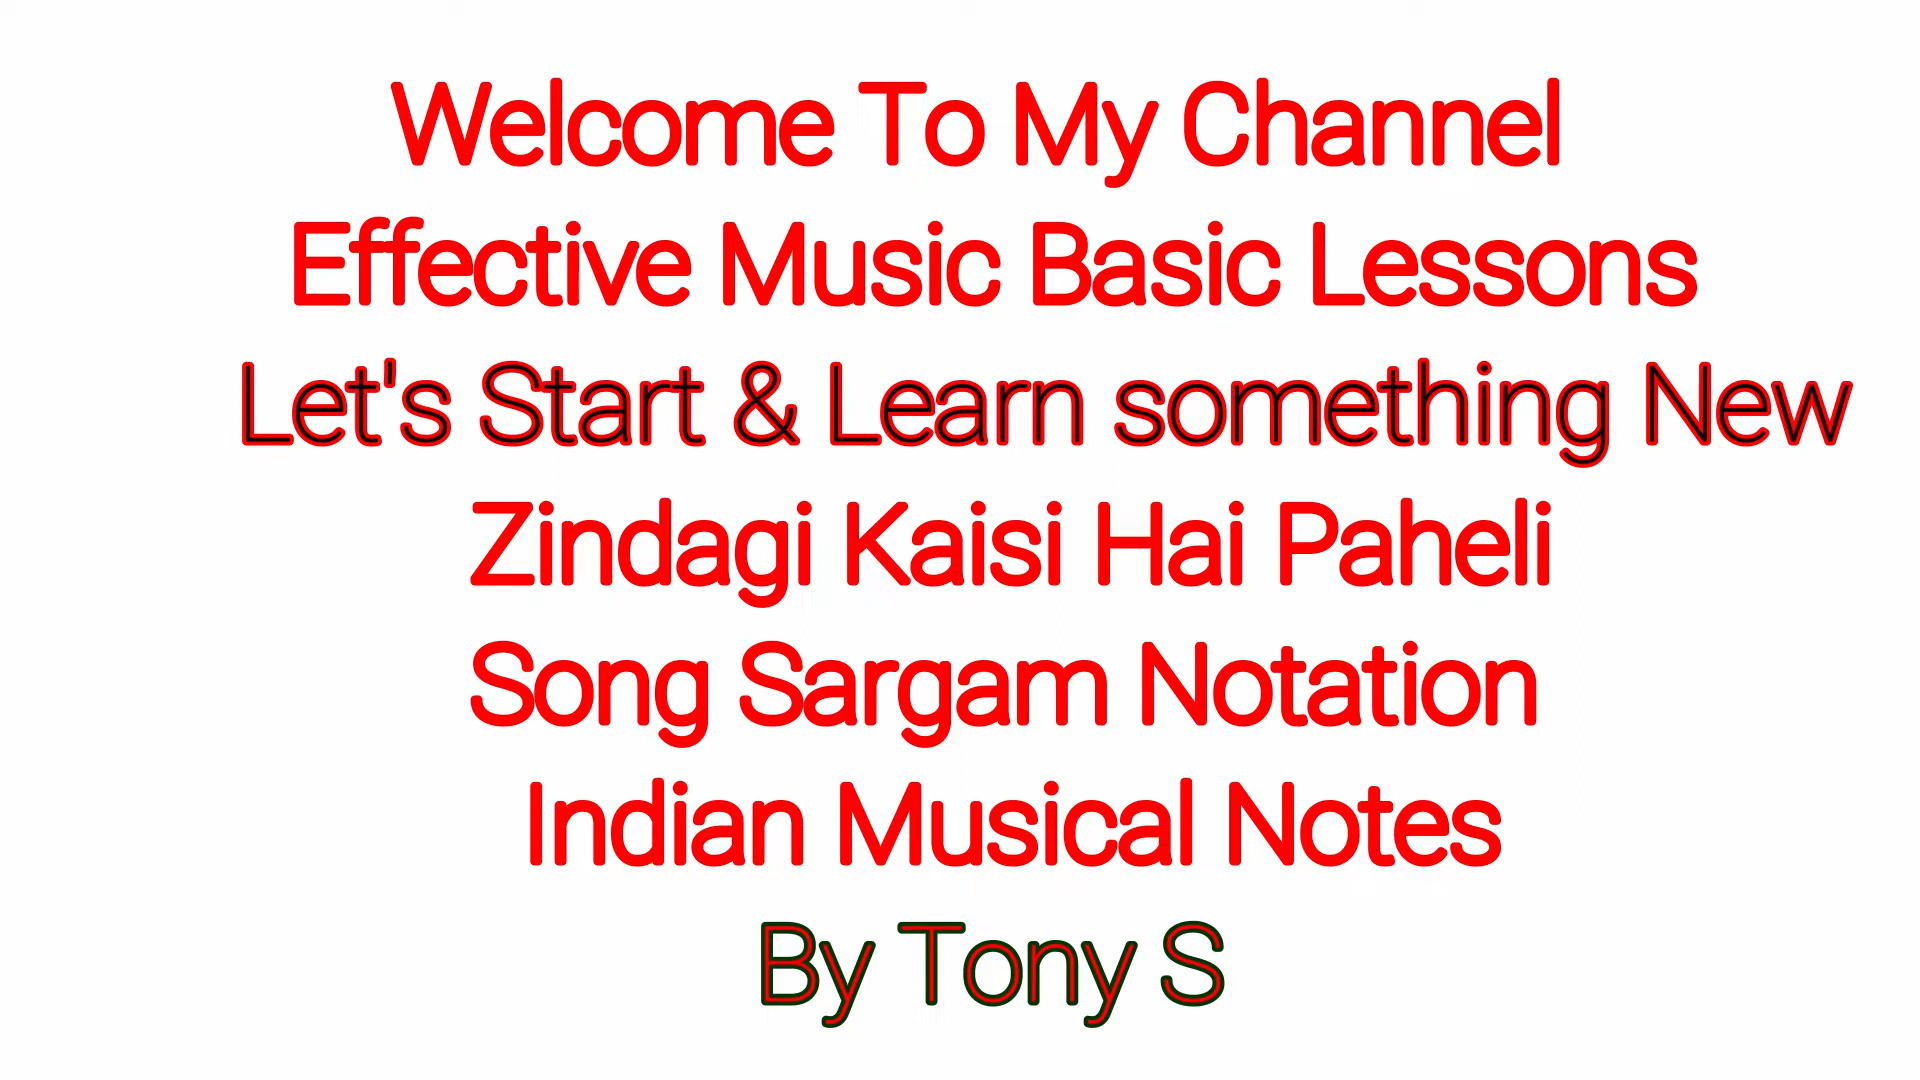 Welcome To My Channel
Effective Music Basic Lessons
Let's Start & Learn something New
Zindagi Kaisi Hai Paheli
Song Sargam Notation
Indian Musical Notes
By Tony S